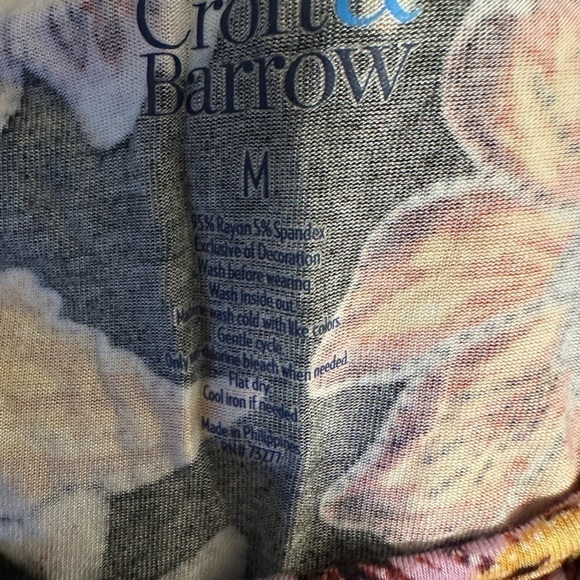 Croft &
Barrow
M
95% Rayon 5% Spandex
Exclusive of Decoration
Wash before wearing.
Wash inside out.
Machine wash cold with like colors.
Gentle cycle.
Only non-chlorine bleach when needed.
Flat dry.
Cool iron if needed.
Made in Philippines
RN# 73277